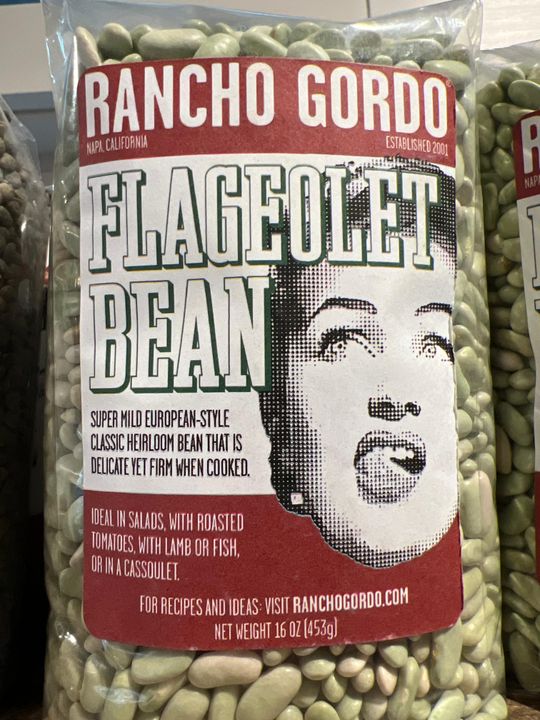 RANCHO GORDO
NAPA, CALIFORNIA ESTABLISHED 2001
FLAGEOLET
BEAN
SUPER MILD EUROPEAN-STYLE
CLASSIC HEIRLOOM BEAN THAT IS
DELICATE YET FIRM WHEN COOKED.
IDEAL IN SALADS, WITH ROASTED
TOMATOES, WITH LAMB OR FISH,
OR IN A CASSOULET.
FOR RECIPES AND IDEAS: VISIT RANCHOGORDO.COM
NET WEIGHT 16 OZ (453g)
R
NAPA